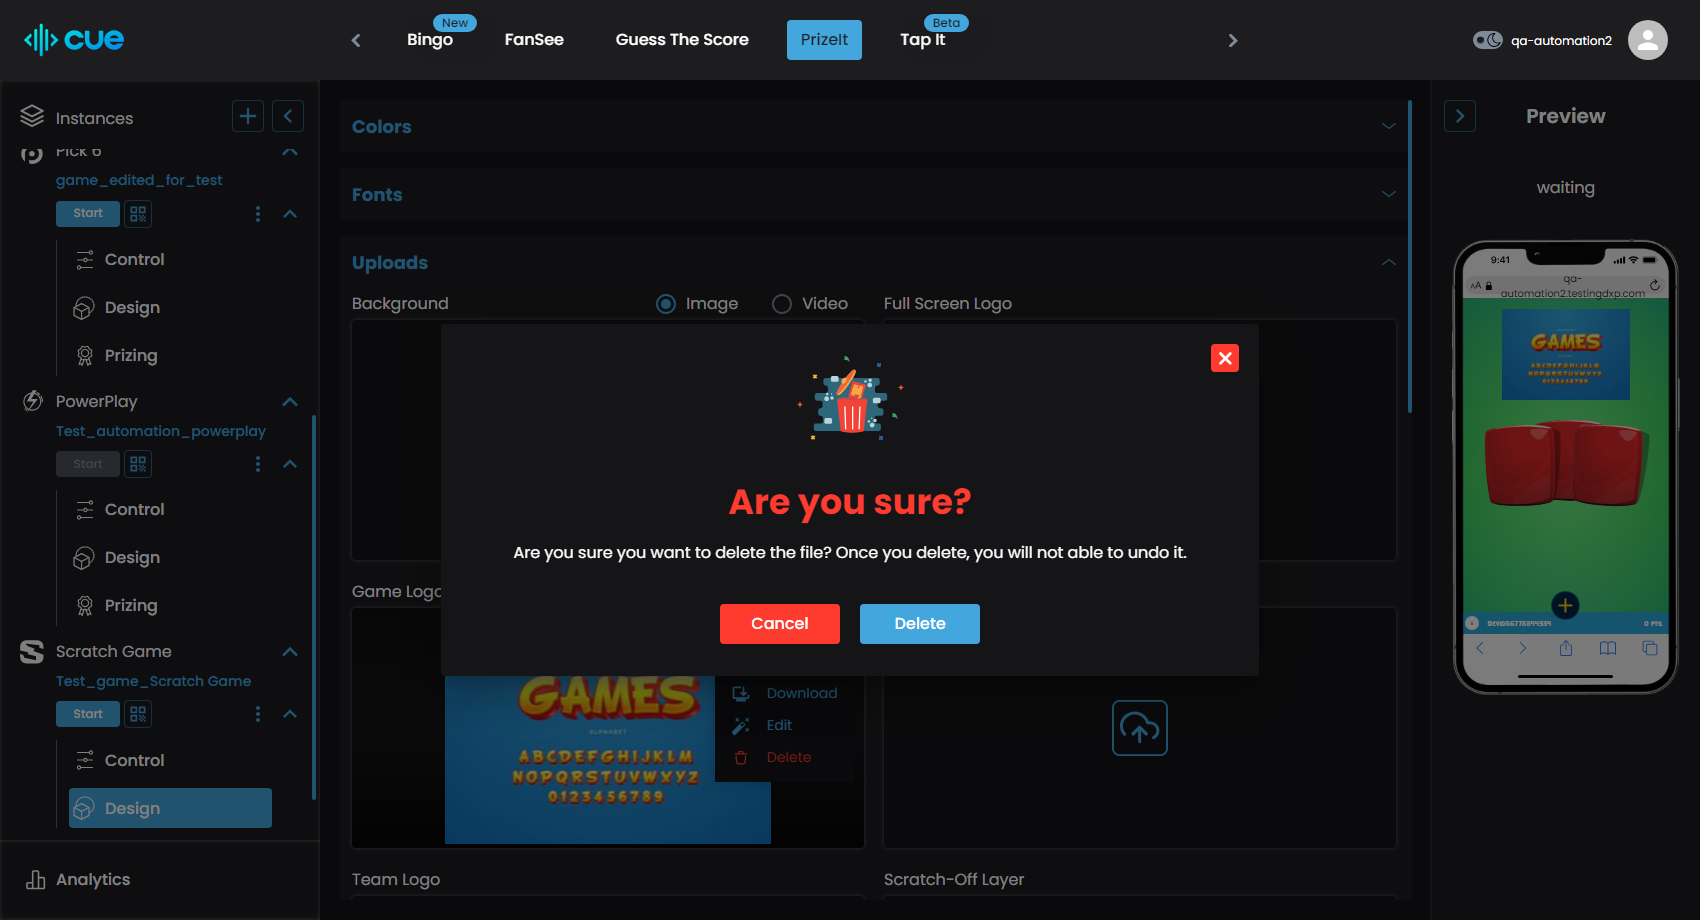 cue
Bingo
New
FanSee
Guess The Score
PrizeIt
Tap It
Beta
qa-automation2
Instances
Pick 6
game_edited_for_test
Start
Control
Design
Prizing
PowerPlay
Test_automation_powerplay
Start
Control
Design
Prizing
Scratch Game
Test_game_Scratch Game
Start
Control
Design
Analytics
Colors
Fonts
Uploads
Background
Image
Video
Full Screen Logo
Are you sure?
Are you sure you want to delete the file? Once you delete, you will not able to undo it.
Cancel
Delete
Game Logo
GAMES
ALPHABET
ABCDEFGHIJKLM
NOPQRSTUVWXYZ
0123456789
Download
Edit
Delete
Team Logo
Scratch-Off Layer
Preview
waiting
9:41
AA
qa-
automation2.testingdxp.com
GAMES
ABCDEFGHIJKLM
NOPQRSTUVWXYZ
0123456789
0 PTS.